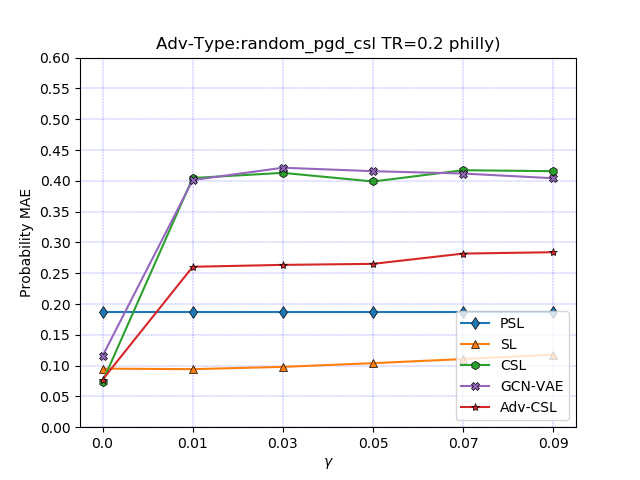 Adv-Type:random_pgd_csl TR=0.2 philly)
0.60
0.55
0.50
0.45
0.40
0.35
0.30
0.25
0.20
0.15
0.10
0.05
0.00
Probability MAE
PSL
SL
CSL
GCN-VAE
Adv-CSL
0.0 0.01 0.03 0.05 0.07 0.09
γ